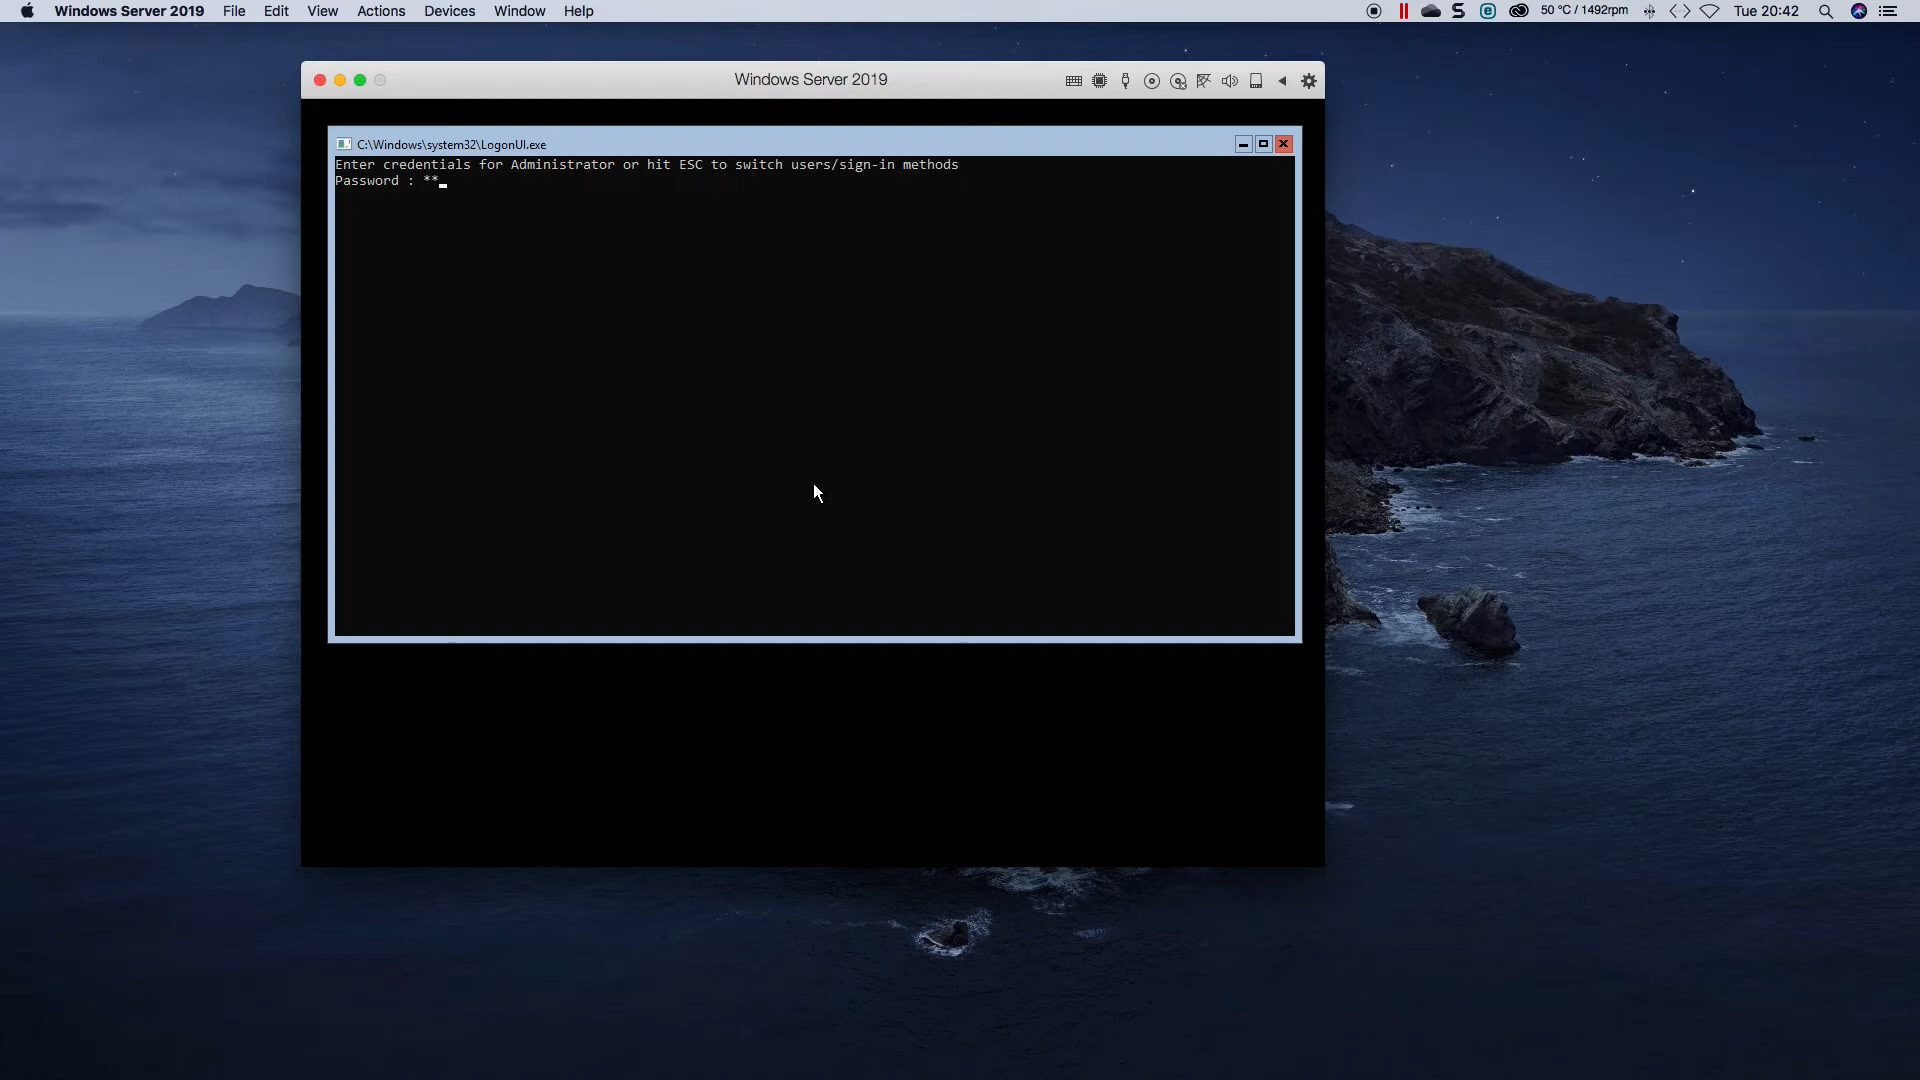 Windows Server 2019 File Edit View Actions Devices Window Help 50 °C / 1492rpm Tue 20:42
Windows Server 2019
C:\Windows\system32\LogonUI.exe
Enter credentials for Administrator or hit ESC to switch users/sign-in methods
Password : **